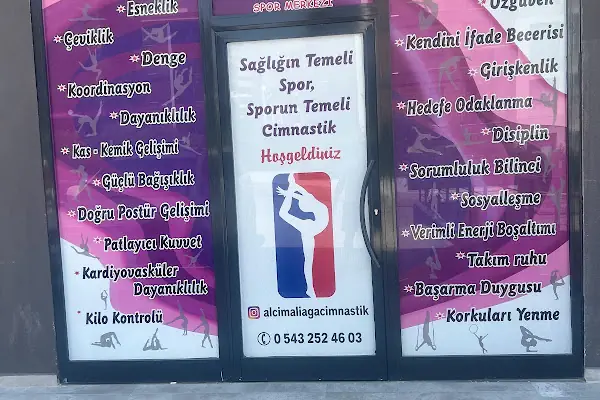 SPOR MERKEZİ
Esneklik
Çeviklik
Denge
Koordinasyon
Dayanıklılık
Kas - Kemik Gelişimi
Güçlü Bağışıklık
Doğru Postür Gelişimi
Patlayıcı Kuvvet
Kardiyovasküler
Dayanıklılık
Kilo Kontrolü
Sağlığın Temeli
Spor,
Sporun Temeli
Cimnastik
Hoşgeldiniz
alcimaliagacimnastik
0 543 252 46 03
Özgüven
Kendini İfade Becerisi
Girişkenlik
Hedefe Odaklanma
Disiplin
Sorumluluk Bilinci
Sosyalleşme
Verimli Enerji Boşaltımı
Takım ruhu
Başarma Duygusu
Korkuları Yenme